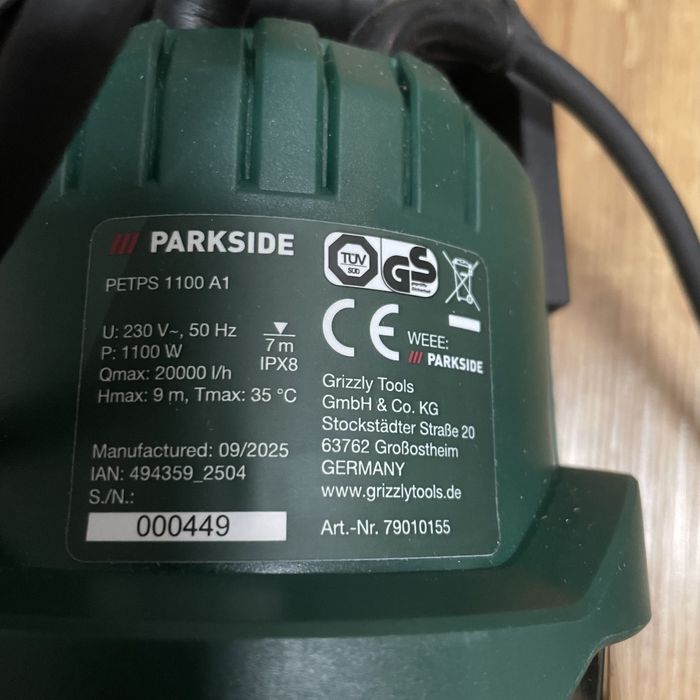 PARKSIDE
PETPS 1100 A1
U: 230 V~, 50 Hz
P: 1100 W
Qmax: 20000 l/h
Hmax: 9 m, Tmax: 35 °C
7 m
IPX8
Manufactured: 09/2025
IAN: 494359_2504
S./N.:
000449
TÜV
SÜD
GS
geprüfte
Sicherheit
CE
WEEE:
PARKSIDE
Grizzly Tools
GmbH & Co. KG
Stockstädter Straße 20
63762 Großostheim
GERMANY
www.grizzlytools.de
Art.-Nr. 79010155